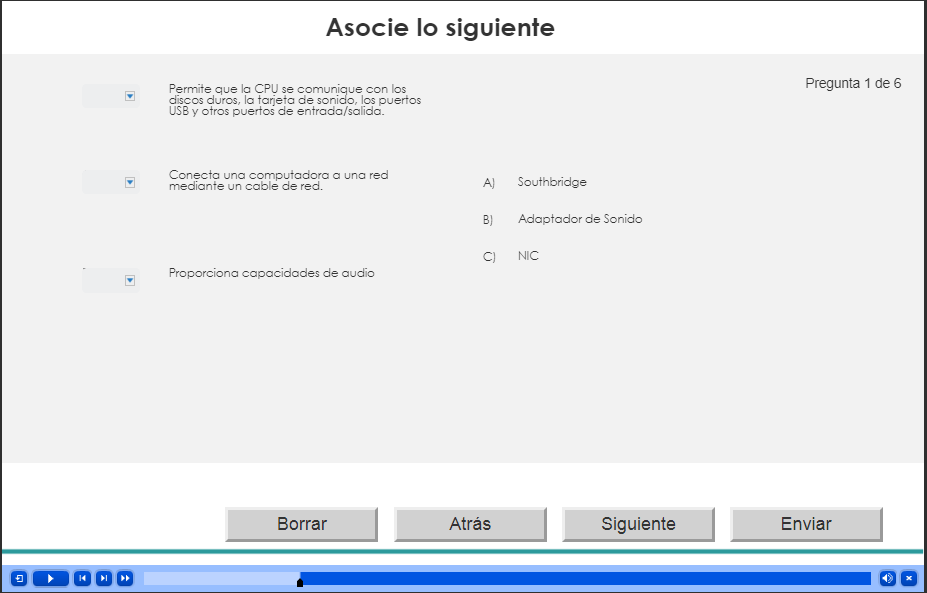 Asocie lo siguiente
Pregunta 1 de 6
Permite que la CPU se comunique con los
discos duros, la tarjeta de sonido, los puertos
USB y otros puertos de entrada/salida.
Conecta una computadora a una red
mediante un cable de red.
Proporciona capacidades de audio
A) Southbridge
B) Adaptador de Sonido
C) NIC
Borrar
Atrás
Siguiente
Enviar